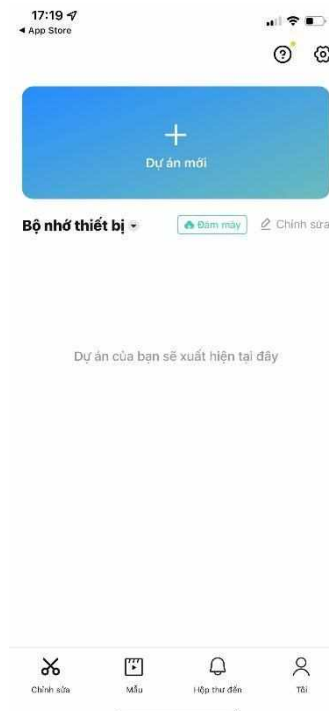 17:19
◀ App Store
Dự án mới
Bộ nhớ thiết bị
Đám mây
Chỉnh sửa
Dự án của bạn sẽ xuất hiện tại đây
Chỉnh sửa
Mẫu
Hộp thư đến
Tôi